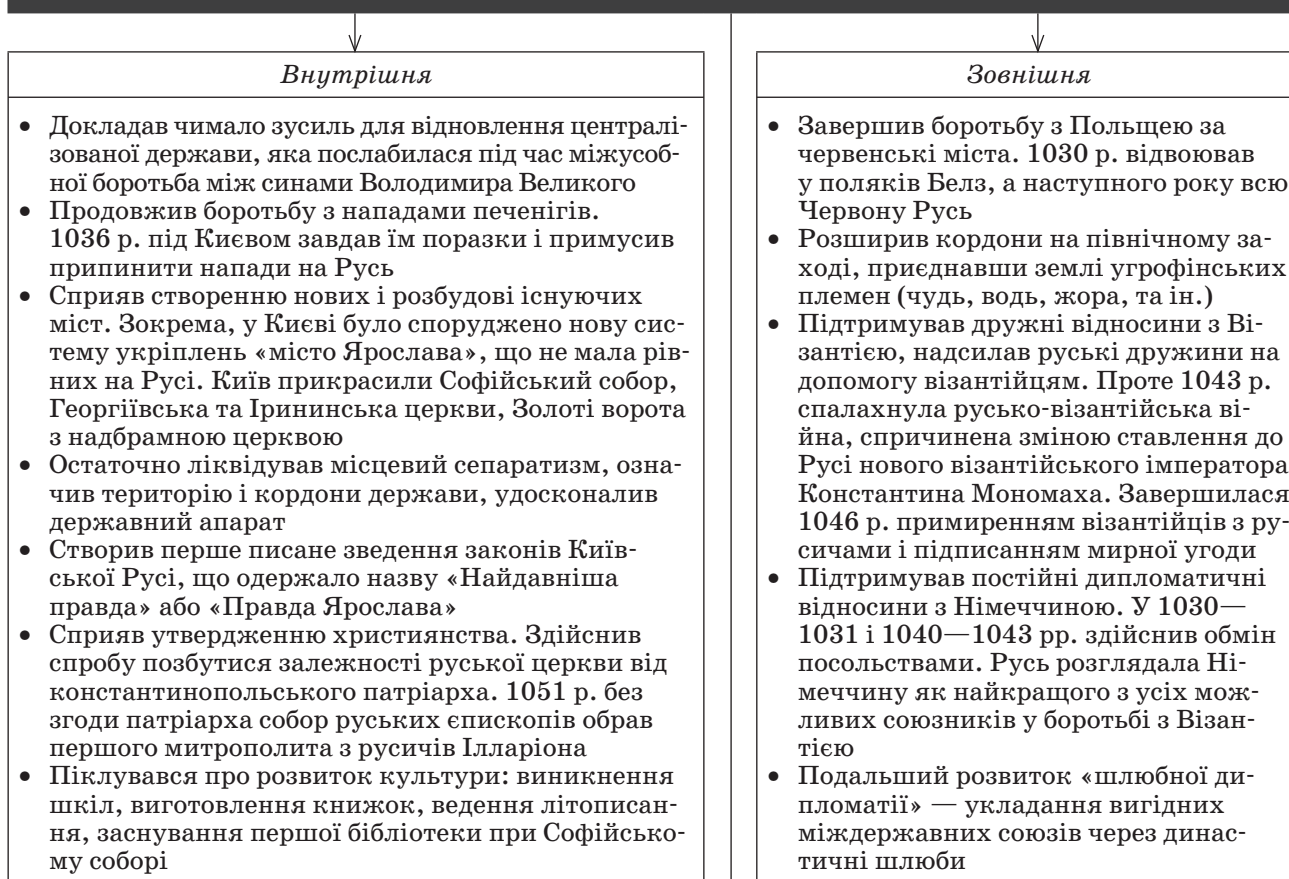 Внутрішня
• Докладав чимало зусиль для відновлення централі-
зованої держави, яка послабилася під час міжусоб-
ної боротьба між синами Володимира Великого
• Продовжив боротьбу з нападами печенігів.
1036 р. під Києвом завдав їм поразки і примусив
припинити напади на Русь
• Сприяв створенню нових і розбудові існуючих
міст. Зокрема, у Києві було споруджено нову сис-
тему укріплень «місто Ярослава», що не мала рів-
них на Русі. Київ прикрасили Софійський собор,
Георгіївська та Ірининська церкви, Золоті ворота
з надбрамною церквою
• Остаточно ліквідував місцевий сепаратизм, озна-
чив територію і кордони держави, удосконалив
державний апарат
• Створив перше писане зведення законів Київ-
ської Русі, що одержало назву «Найдавніша
правда» або «Правда Ярослава»
• Сприяв утвердженню християнства. Здійснив
спробу позбутися залежності руської церкви від
константинопольського патріарха. 1051 р. без
згоди патріарха собор руських єпископів обрав
першого митрополита з русичів Ілларіона
• Піклувався про розвиток культури: виникнення
шкіл, виготовлення книжок, ведення літописан-
ня, заснування першої бібліотеки при Софійсько-
му соборі
Зовнішня
• Завершив боротьбу з Польщею за
червенські міста. 1030 р. відвоював
у поляків Белз, а наступного року всю
Червону Русь
• Розширив кордони на північному за-
ході, приєднавши землі угрофінських
племен (чудь, водь, жора, та ін.)
• Підтримував дружні відносини з Ві-
зантією, надсилав руські дружини на
допомогу візантійцям. Проте 1043 р.
спалахнула русько-візантійська ві-
йна, спричинена зміною ставлення до
Русі нового візантійського імператора
Константина Мономаха. Завершилася
1046 р. примиренням візантійців з ру-
сичами і підписанням мирної угоди
• Підтримував постійні дипломатичні
відносини з Німеччиною. У 1030—
1031 і 1040—1043 рр. здійснив обмін
посольствами. Русь розглядала Ні-
меччину як найкращого з усіх мож-
ливих союзників у боротьбі з Візан-
тією
• Подальший розвиток «шлюбної ди-
пломатії» — укладання вигідних
міждержавних союзів через динас-
тичні шлюби